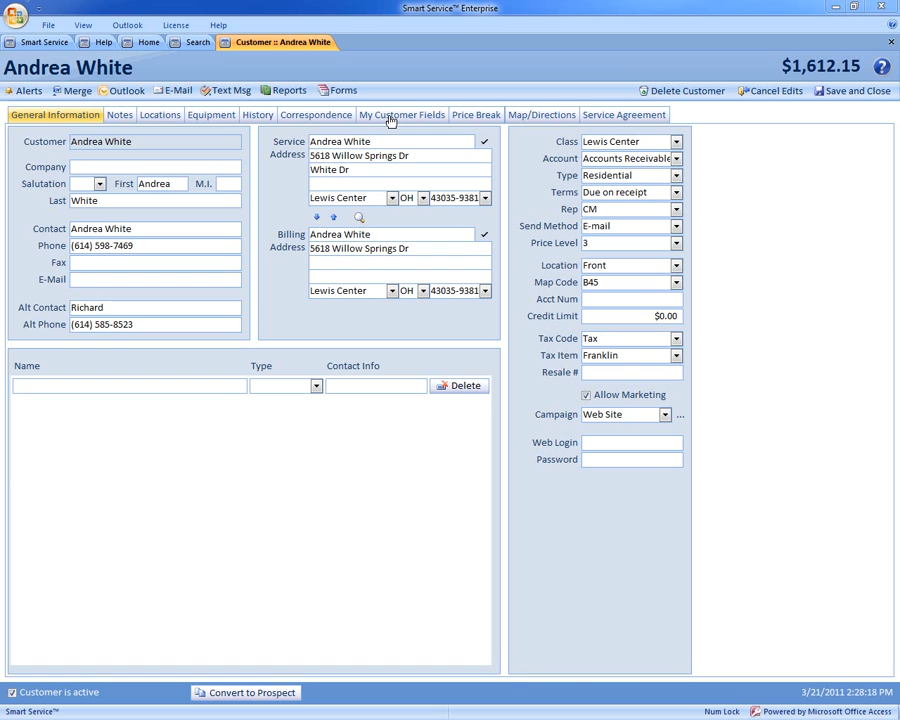 Smart Service™ Enterprise
File View Outlook License Help
Smart Service Help Home Search Customer :: Andrea White
Andrea White $1,612.15
Alerts Merge Outlook E-Mail Text Msg Reports Forms Delete Customer Cancel Edits Save and Close
General Information Notes Locations Equipment History Correspondence My Customer Fields Price Break Map/Directions Service Agreement
Customer Andrea White
Company
Salutation First Andrea M.I.
Last White
Contact Andrea White
Phone (614) 598-7469
Fax
E-Mail
Alt Contact Richard
Alt Phone (614) 585-8523
Service Andrea White
Address 5618 Willow Springs Dr
White Dr
Lewis Center OH 43035-9381
Billing Andrea White
Address 5618 Willow Springs Dr
Lewis Center OH 43035-9381
Class Lewis Center
Account Accounts Receivable
Type Residential
Terms Due on receipt
Rep CM
Send Method E-mail
Price Level 3
Location Front
Map Code B45
Acct Num
Credit Limit $0.00
Tax Code Tax
Tax Item Franklin
Resale #
Allow Marketing
Campaign Web Site ...
Web Login
Password
Name Type Contact Info
Delete
Customer is active Convert to Prospect 3/21/2011 2:28:18 PM
Smart Service™ Num Lock Powered by Microsoft Office Access